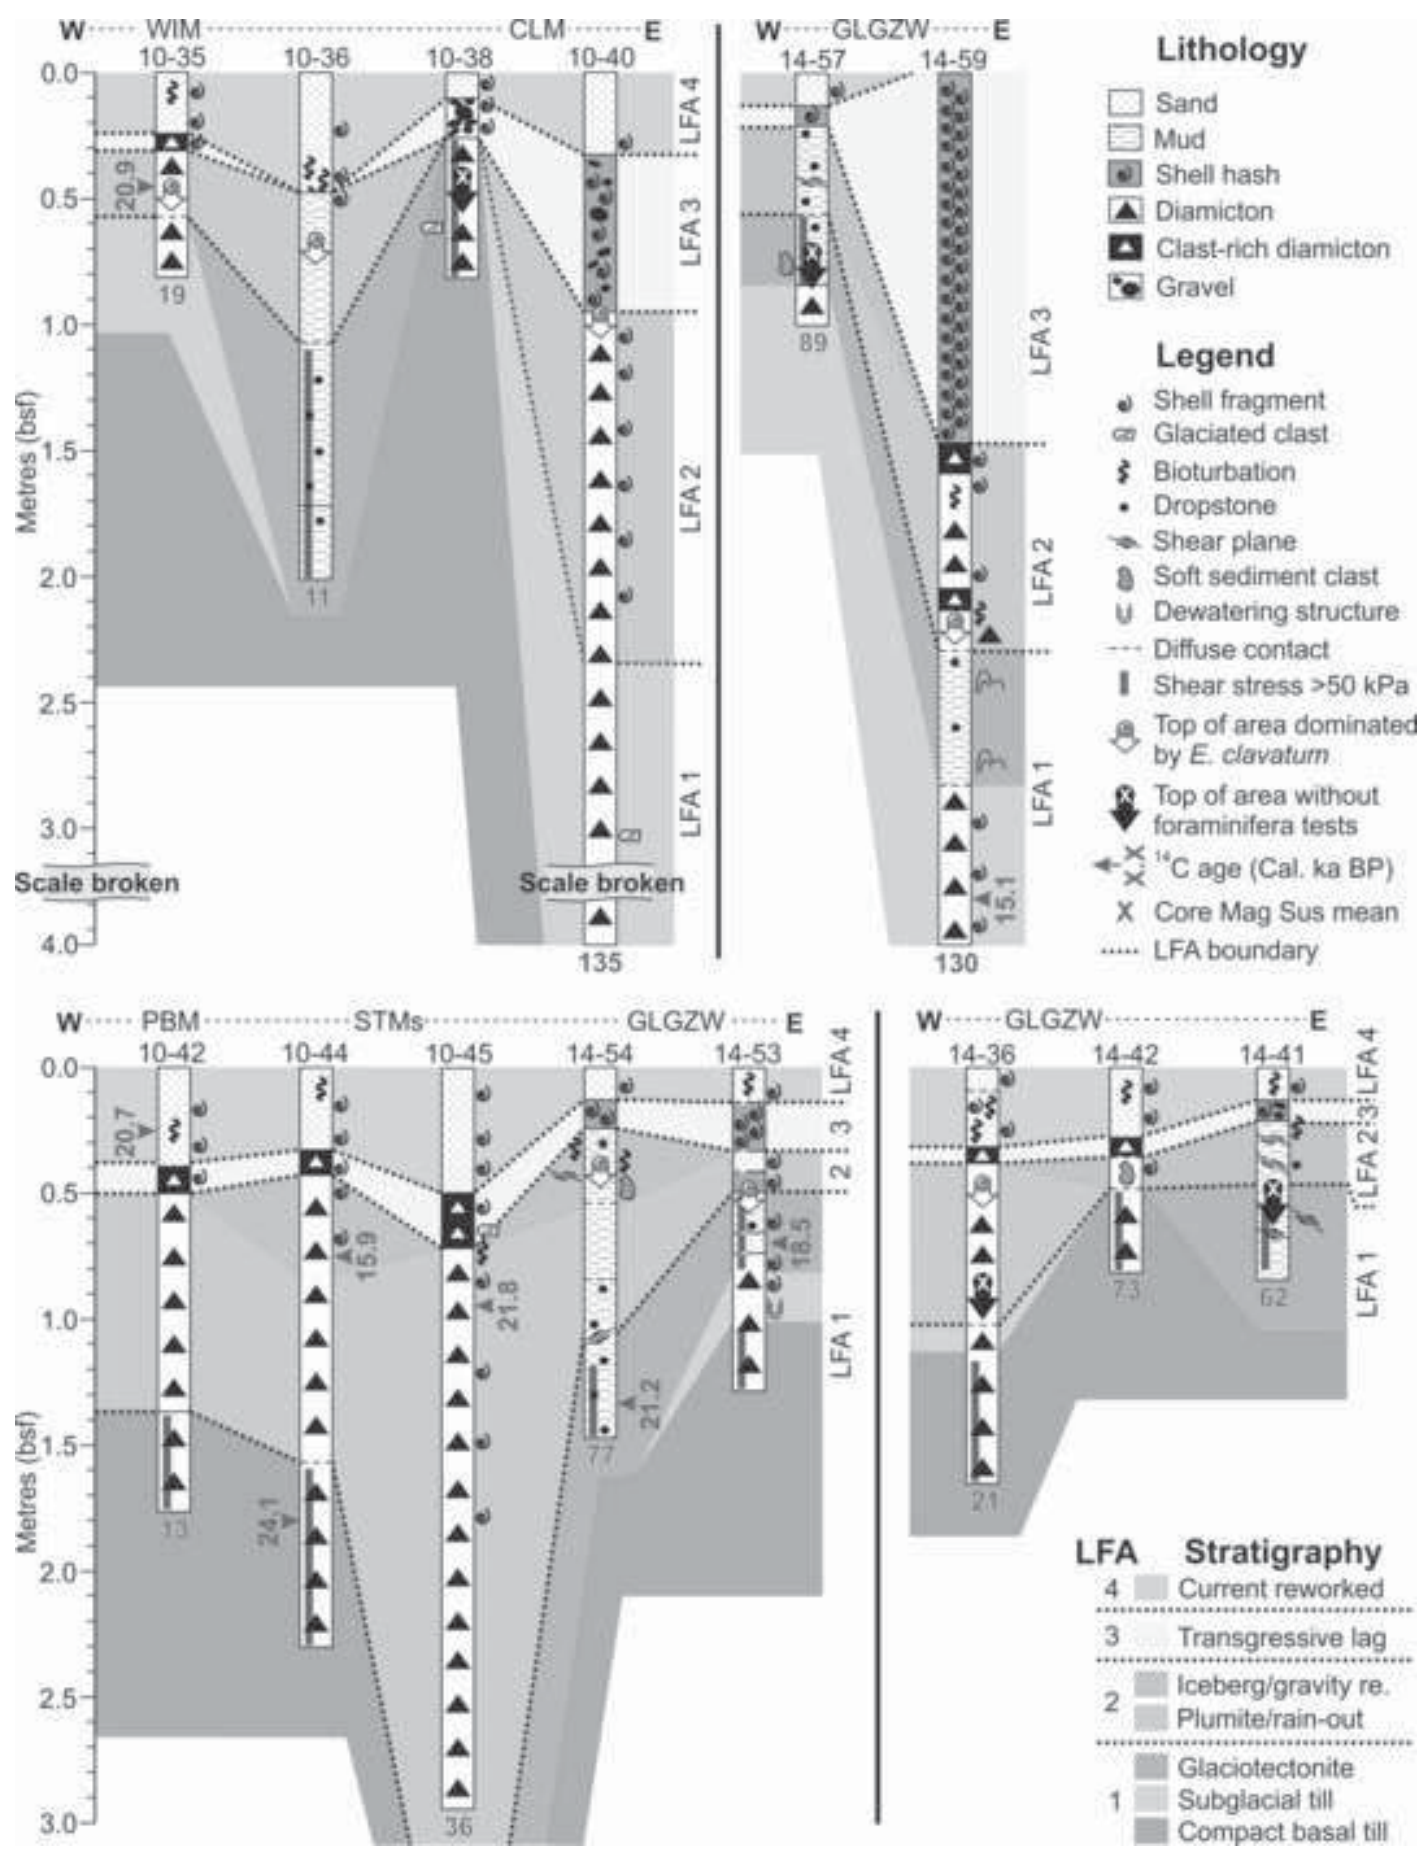 W WIM CLM E
10-35 10-36 10-38 10-40
W GLGZW E
14-57 14-59
0.0
0.5
1.0
1.5
2.0
2.5
3.0
4.0
Metres (bsf)
20.9
19
11
135
Scale broken
Scale broken
LFA 4
LFA 3
LFA 2
LFA 1
89
130
15.1
LFA 3
LFA 2
LFA 1
Lithology
Sand
Mud
Shell hash
Diamicton
Clast-rich diamicton
Gravel
Legend
Shell fragment
Glaciated clast
Bioturbation
Dropstone
Shear plane
Soft sediment clast
Dewatering structure
Diffuse contact
Shear stress >50 kPa
Top of area dominated
by E. clavatum
Top of area without
foraminifera tests
X X. X 14C age (Cal. ka BP)
X Core Mag Sus mean
LFA boundary
W PBM STMs GLGZW E
10-42 10-44 10-45 14-54 14-53
0.0
0.5
1.0
1.5
2.0
2.5
3.0
Metres (bsf)
20.7
15.9
21.8
18.5
21.2
24.1
13
36
77
LFA 4
3
2
LFA 1
W GLGZW E
14-36 14-42 14-41
21
73
62
LFA 4
3
LFA 2
LFA 1
LFA Stratigraphy
4 Current reworked
3 Transgressive lag
2 Iceberg/gravity re.
Plumite/rain-out
1 Glaciotectonite
Subglacial till
Compact basal till